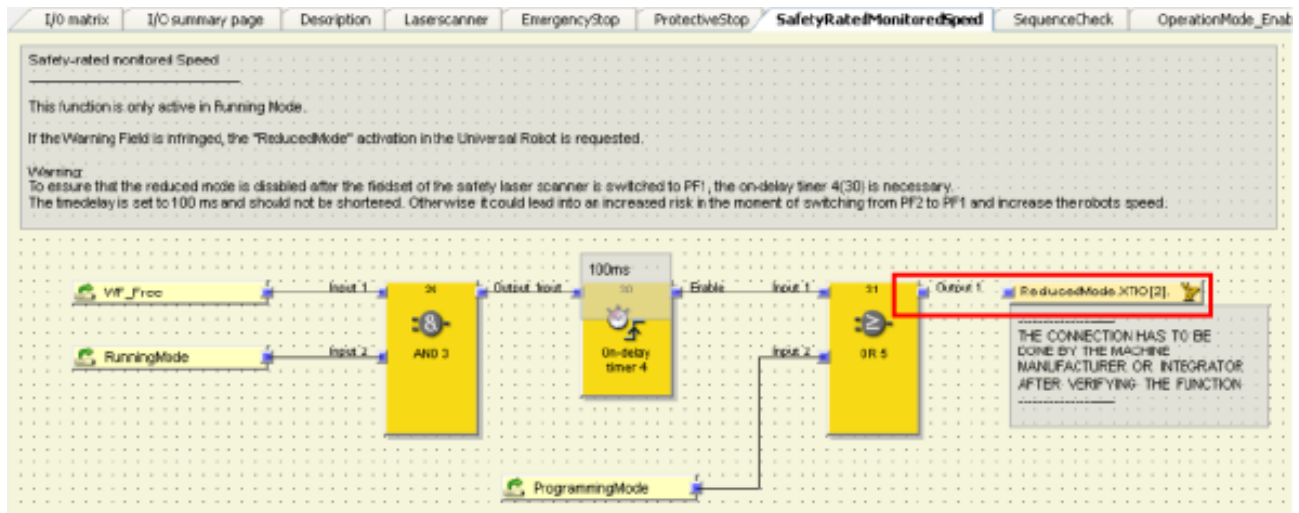 I/O matrix I/O summary page Description Laserscanner EmergencyStop ProtectiveStop SafetyRatedMonitoredSpeed SequenceCheck OperationMode_Enab
Safety-rated monitored Speed
This function is only active in Running Mode.
If the Warning Field is infringed, the "ReducedMode" activation in the Universal Robot is requested.
Warning:
To ensure that the reduced mode is disabled after the fieldset of the safety laser scanner is switched to PF1, the on-delay timer 4(30) is necessary.
The timedelay is set to 100 ms and should not be shortened. Otherwise it could lead into an increased risk in the moment of switching from PF2 to PF1 and increase the robots speed.
100ms
WF_Free Input 1 Output Input 30 Enable Input 1 31 Output 1 ReducedMode.XTIO[2].
RunningMode Input 2 AND 3 On-delay
timer 4
Input 2 OR 5
THE CONNECTION HAS TO BE
DONE BY THE MACHINE
MANUFACTURER OR INTEGRATOR
AFTER VERIFYING THE FUNCTION
ProgrammingMode